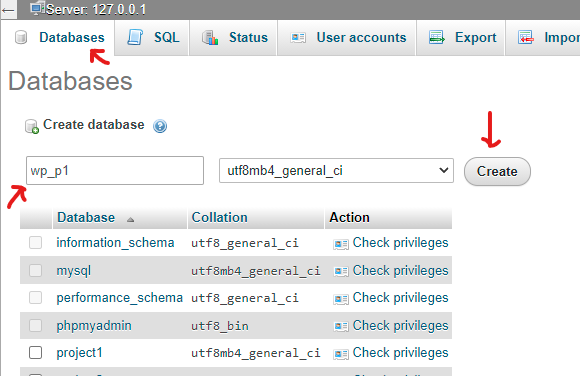 Server: 127.0.0.1
Databases SQL Status User accounts Export Impor
Databases
Create database
wp_p1 utf8mb4_general_ci Create
Database Collation Action
information_schema utf8_general_ci Check privileges
mysql utf8mb4_general_ci Check privileges
performance_schema utf8_general_ci Check privileges
phpmyadmin utf8_bin Check privileges
project1 utf8mb4_general_ci Check privileges